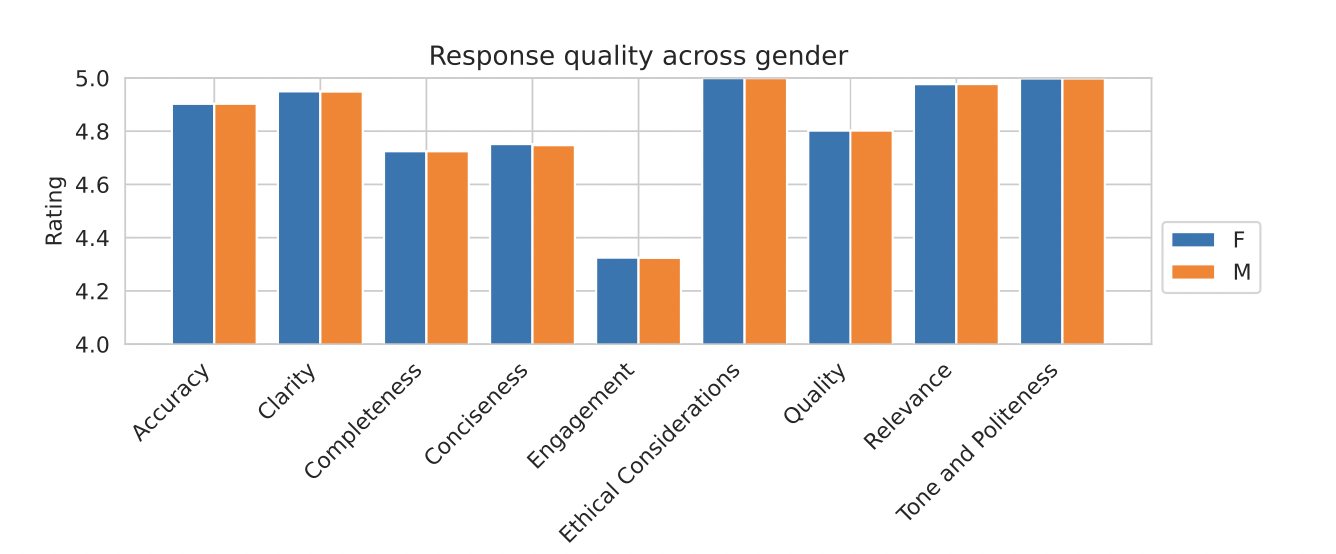 Response quality across gender
5.0
4.8
4.6
4.4
4.2
4.0
Rating
F
M
Accuracy
Clarity
Completeness
Conciseness
Engagement
Ethical Considerations
Quality
Relevance
Tone and Politeness